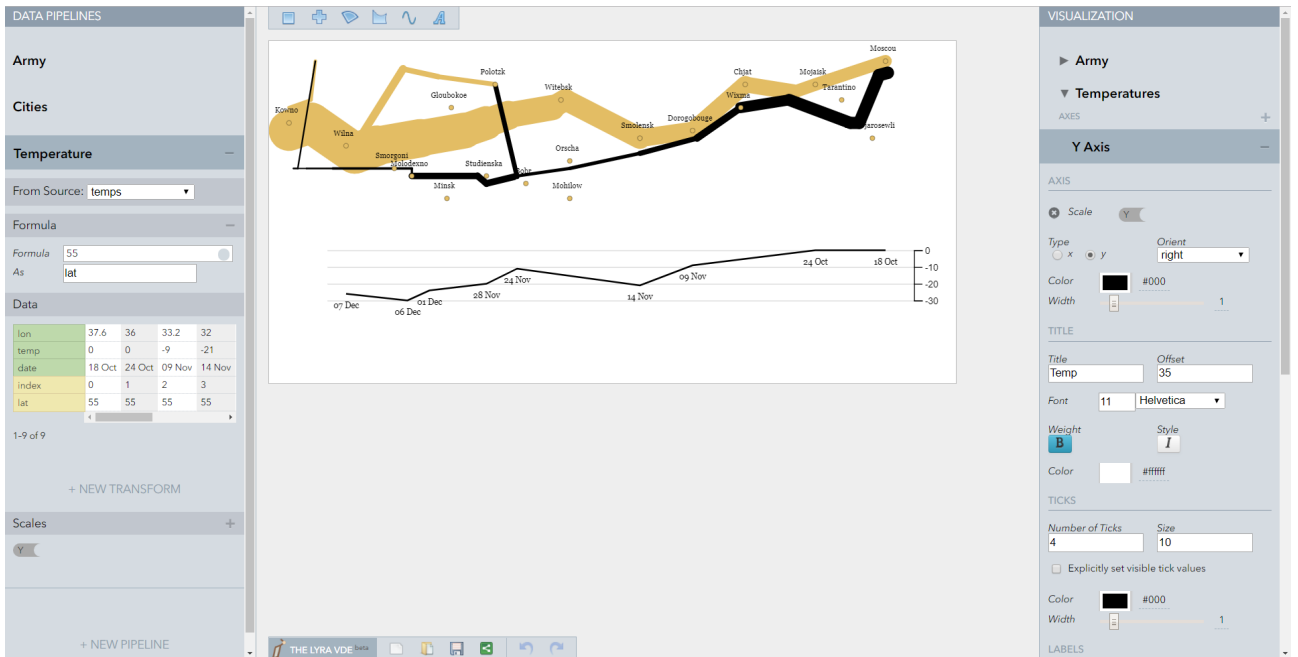 DATA PIPELINES
Army
Cities
Temperature
From Source: temps
Formula
Formula 55
As lat
Data
lon 37.6 36 33.2 32
temp 0 0 -9 -21
date 18 Oct 24 Oct 09 Nov 14 Nov
index 0 1 2 3
lat 55 55 55 55
1-9 of 9
+ NEW TRANSFORM
Scales
Y
+ NEW PIPELINE
Moscou
Polotzk
Chjat
Mojaisk
Witebsk
Tarantino
Gloubokoe
Wixma
Kowno
Dorogobouge
Smolensk
Wilna
Orscha
Smorgoni
Molodexno
Studienska
Minsk
Mohilow
0
-10
-20
-30
24 Oct
18 Oct
09 Nov
24 Nov
28 Nov
14 Nov
01 Dec
07 Dec
06 Dec
THE LYRA VDE beta
VISUALIZATION
Army
Temperatures
AXES
Y Axis
AXIS
Scale Y
Type Orient
x y right
Color #000
Width 1
TITLE
Title Offset
Temp 35
Font 11 Helvetica
Weight Style
B I
Color #ffffff
TICKS
Number of Ticks Size
4 10
Explicitly set visible tick values
Color #000
Width 1
LABELS